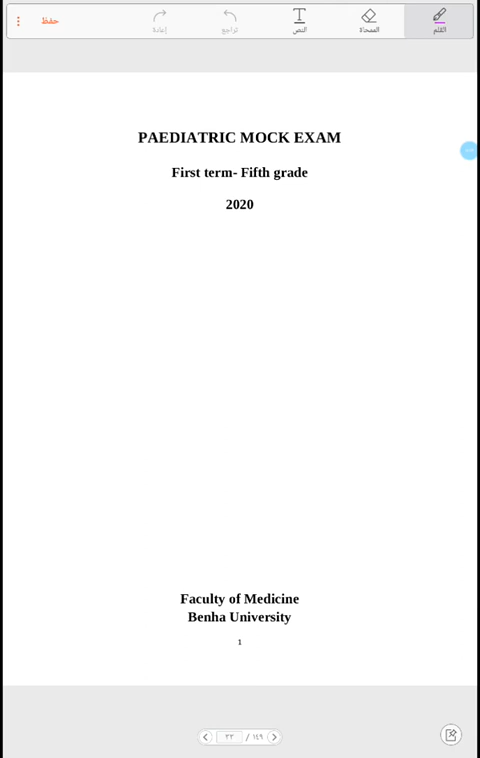 حفظ
إعادة
تراجع
النص
الممحاة
القلم
PAEDIATRIC MOCK EXAM
First term- Fifth grade
2020
Faculty of Medicine
Benha University
1
٢٣ / ١٤٩